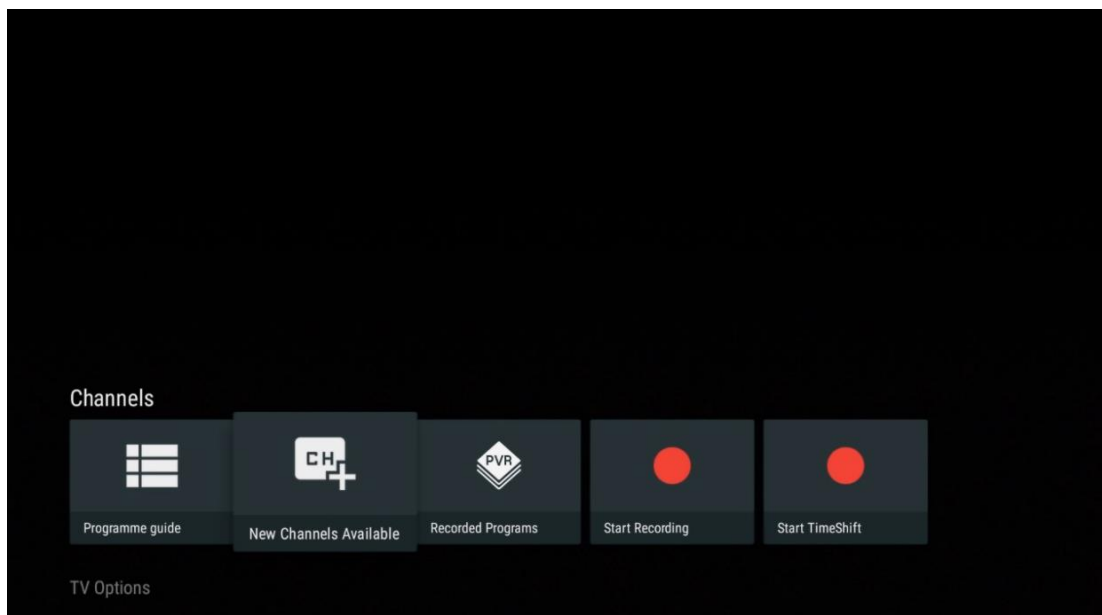 Channels
CH
PVR
Programme guide
New Channels Available
Recorded Programs
Start Recording
Start TimeShift
TV Options